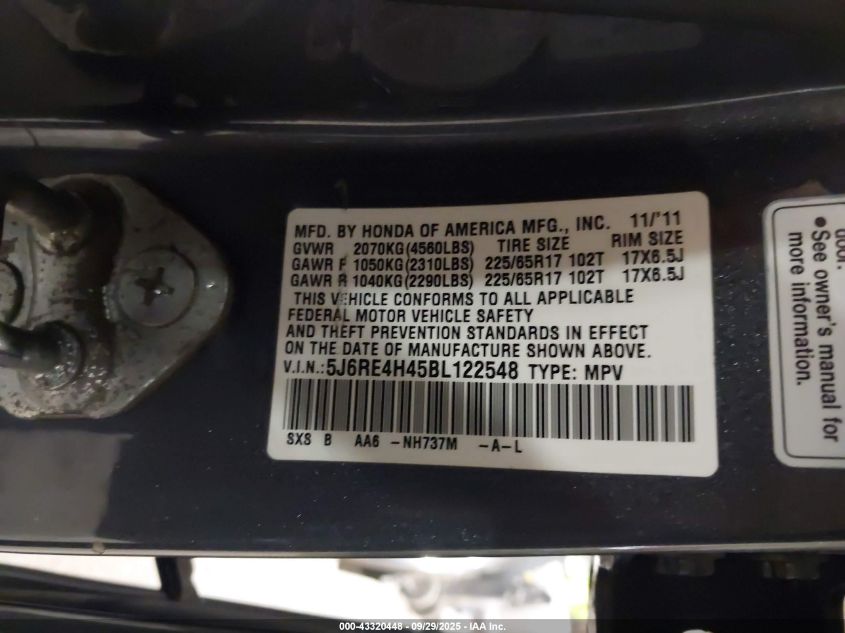 MFD. BY HONDA OF AMERICA MFG., INC. 11/'11
GVWR 2070KG(4560LBS) TIRE SIZE RIM SIZE
GAWR F 1050KG(2310LBS) 225/65R17 102T 17X6.5J
GAWR R 1040KG(2290LBS) 225/65R17 102T 17X6.5J
THIS VEHICLE CONFORMS TO ALL APPLICABLE
FEDERAL MOTOR VEHICLE SAFETY
AND THEFT PREVENTION STANDARDS IN EFFECT
ON THE DATE OF MANUFACTURE SHOWN ABOVE.
V.I.N.:5J6RE4H45BL122548 TYPE: MPV
SXS B AA6 -NH737M -A-L
door.
• See owner's manual for
more information.
000-43320448 - 09/29/2025 - IAA Inc.